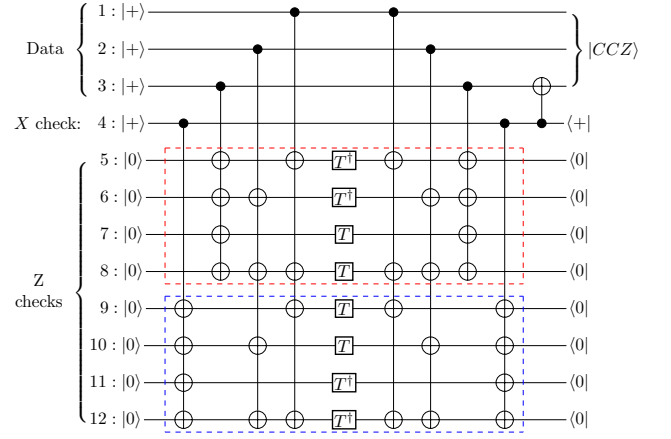 1 : |+⟩
Data 2 : |+⟩ |CCZ⟩
3 : |+⟩
X check: 4 : |+⟩ ⟨+|
5 : |0⟩ T† ⟨0|
6 : |0⟩ T† ⟨0|
7 : |0⟩ T ⟨0|
8 : |0⟩ T ⟨0|
Z
checks
9 : |0⟩ T ⟨0|
10 : |0⟩ T ⟨0|
11 : |0⟩ T† ⟨0|
12 : |0⟩ T† ⟨0|